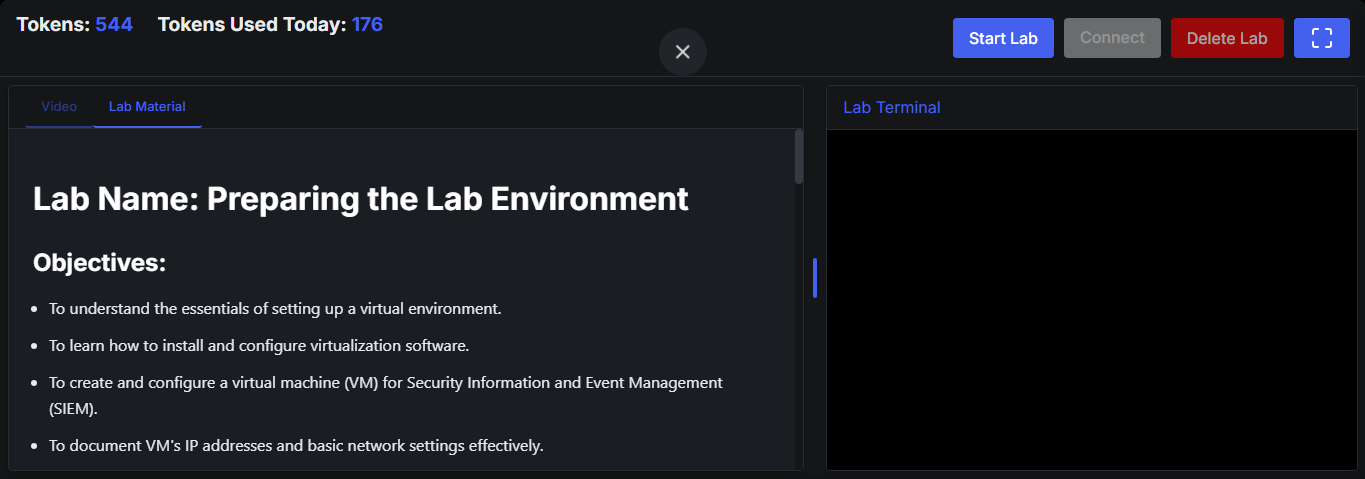 Tokens: 544 Tokens Used Today: 176
Start Lab
Connect
Delete Lab
Video
Lab Material
Lab Name: Preparing the Lab Environment
Objectives:
• To understand the essentials of setting up a virtual environment.
• To learn how to install and configure virtualization software.
• To create and configure a virtual machine (VM) for Security Information and Event Management
(SIEM).
• To document VM's IP addresses and basic network settings effectively.
Lab Terminal